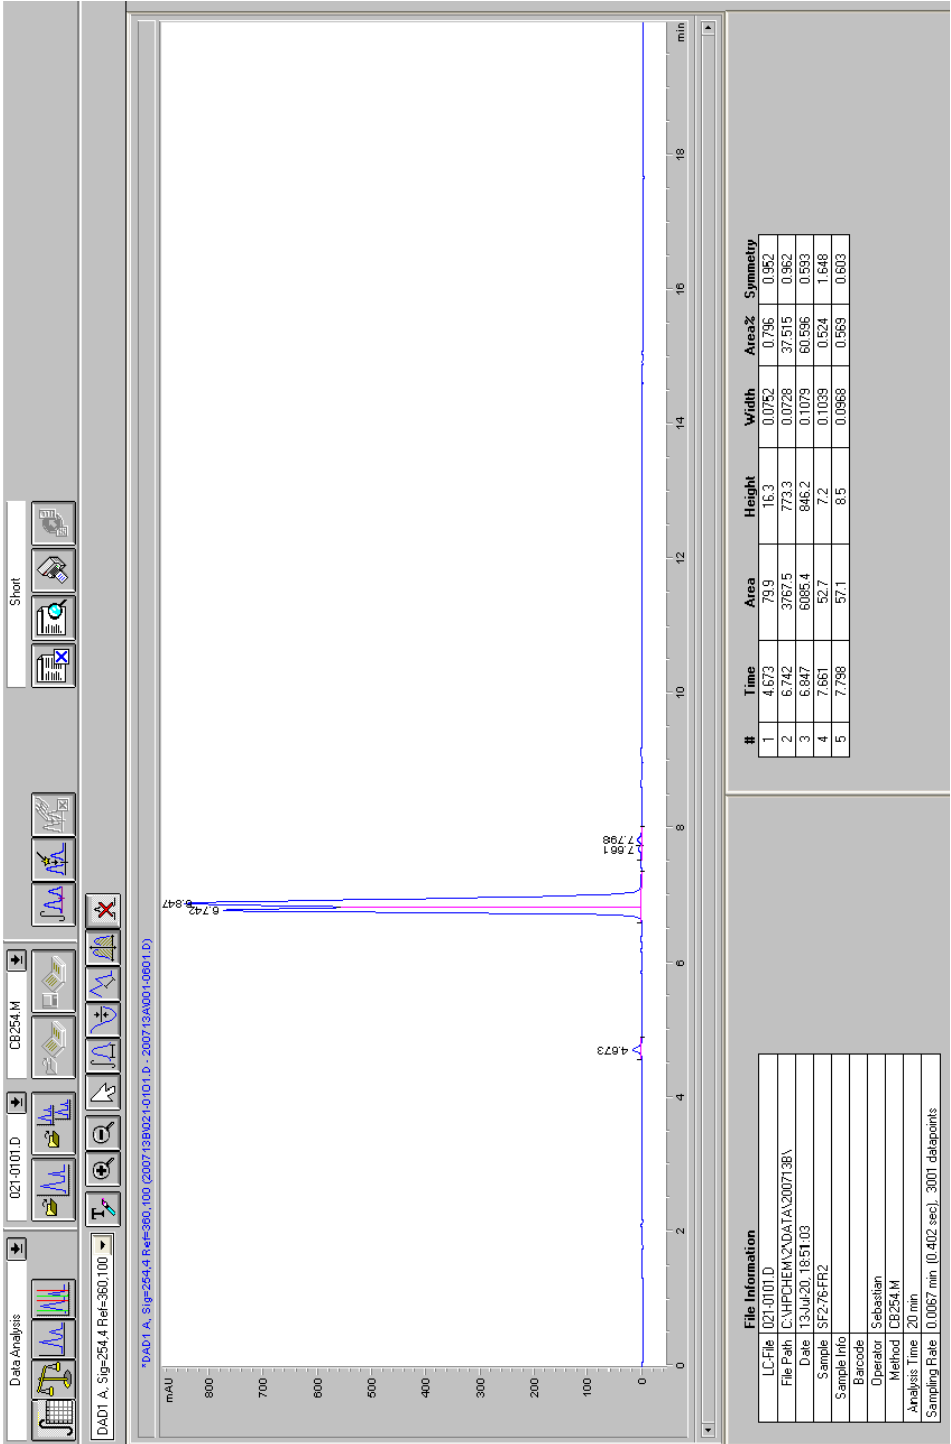 Data Analysis
021-0101.D
CB254.M
Short
DAD1 A, Sig=254,4 Ref=360,100
*DAD1 A, Sig=254,4 Ref=360,100 (200713B\021-0101.D - 200713A\001-0601.D)
mAU
800
700
600
500
400
300
200
100
0
4.673
6.742
6.847
7.661
7.798
0 2 4 6 8 10 12 14 16 18 min
File Information
LC-File 021-0101.D
File Path C:\HPCHEM\2\DATA\200713B\
Date 13-Jul-20, 18:51:03
Sample SF2-76-FR2
Sample Info
Barcode
Operator Sebastian
Method CB254.M
Analysis Time 20 min
Sampling Rate 0.0067 min (0.402 sec), 3001 datapoints
# Time Area Height Width Area% Symmetry
1 4.673 79.9 16.3 0.0752 0.796 0.952
2 6.742 3767.5 773.3 0.0728 37.515 0.962
3 6.847 6085.4 846.2 0.1079 60.596 0.593
4 7.661 52.7 7.2 0.1039 0.524 1.648
5 7.798 57.1 8.5 0.0968 0.569 0.603